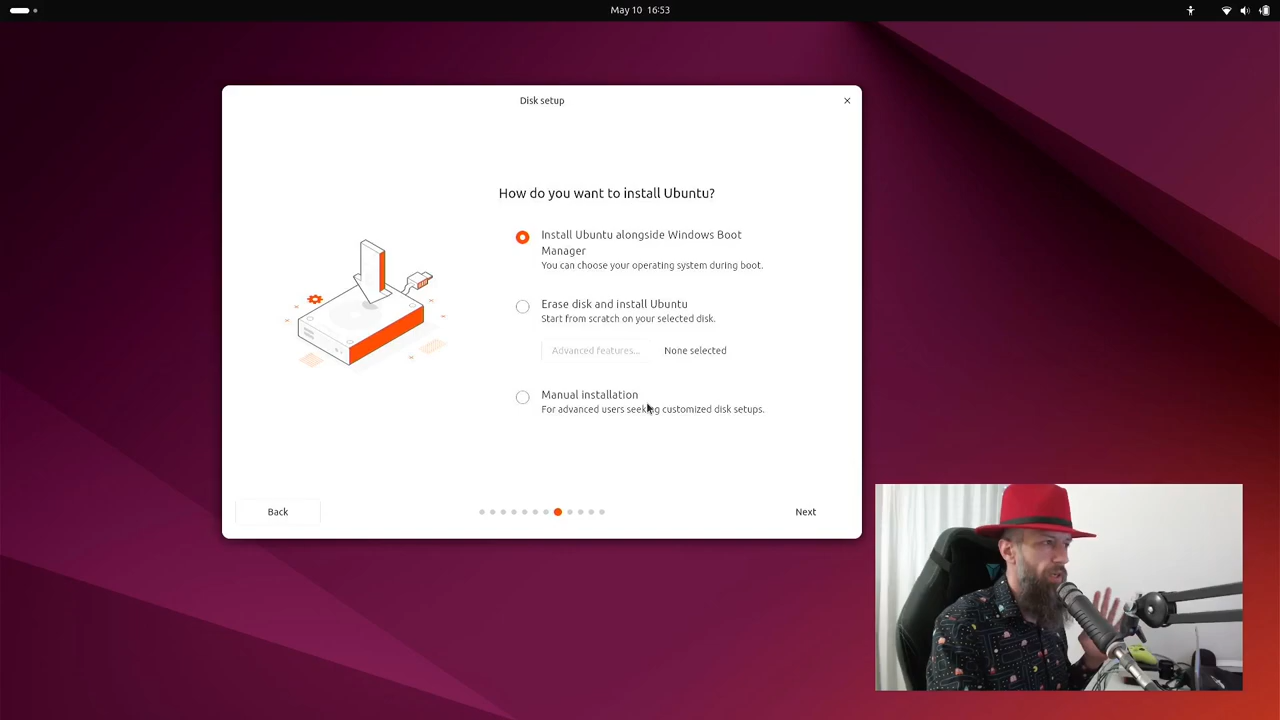 May 10 16:53
Disk setup
How do you want to install Ubuntu?
Install Ubuntu alongside Windows Boot
Manager
You can choose your operating system during boot.
Erase disk and install Ubuntu
Start from scratch on your selected disk.
Advanced features... None selected
Manual installation
For advanced users seeking customized disk setups.
Back
Next